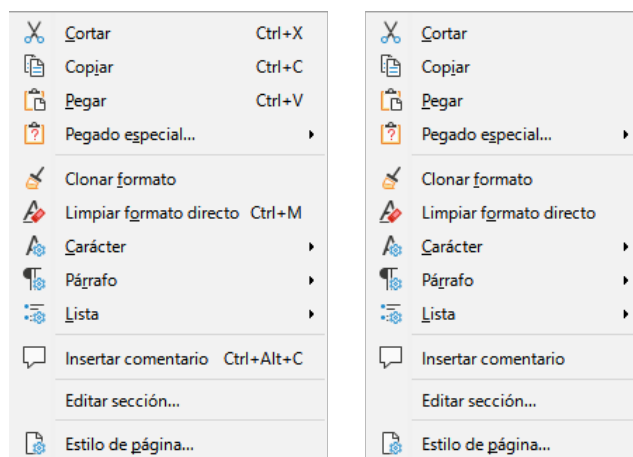 Cortar Ctrl+X
Copiar Ctrl+C
Pegar Ctrl+V
Pegado especial...
Clonar formato
Limpiar formato directo Ctrl+M
Carácter
Párrafo
Lista
Insertar comentario Ctrl+Alt+C
Editar sección...
Estilo de página...
Cortar
Copiar
Pegar
Pegado especial...
Clonar formato
Limpiar formato directo
Carácter
Párrafo
Lista
Insertar comentario
Editar sección...
Estilo de página...